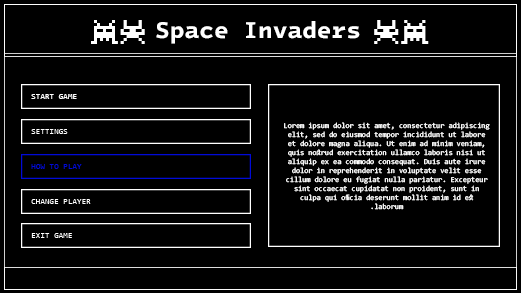 Space Invaders
START GAME
SETTINGS
HOW TO PLAY
CHANGE PLAYER
EXIT GAME
Lorem ipsum dolor sit amet, consectetur adipiscing
elit, sed do eiusmod tempor incididunt ut labore
et dolore magna aliqua. Ut enim ad minim veniam,
quis nostrud exercitation ullamco laboris nisi ut
aliquip ex ea commodo consequat. Duis aute irure
dolor in reprehenderit in voluptate velit esse
cillum dolore eu fugiat nulla pariatur. Excepteur
sint occaecat cupidatat non proident, sunt in
culpa qui officia deserunt mollit anim id est
.laborum